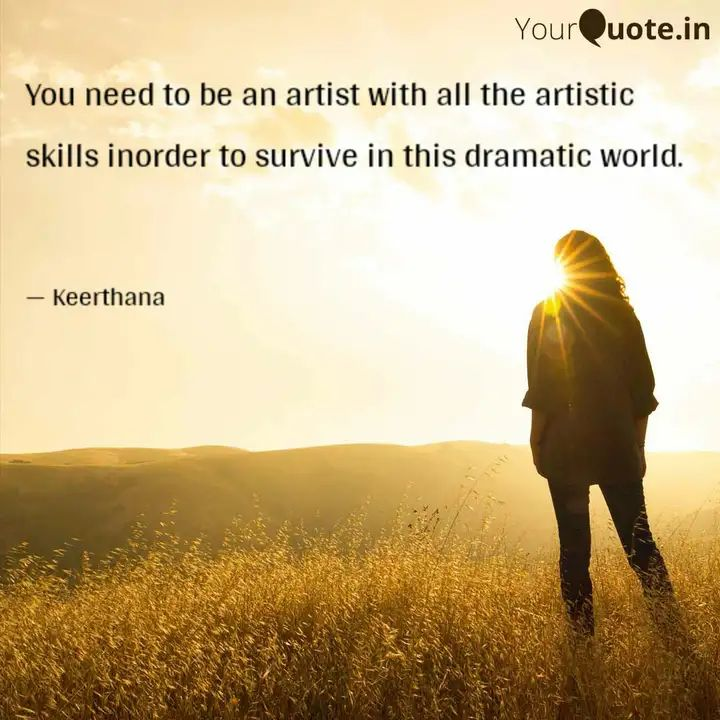 YourQuote.in
You need to be an artist with all the artistic
skills inorder to survive in this dramatic world.
— Keerthana